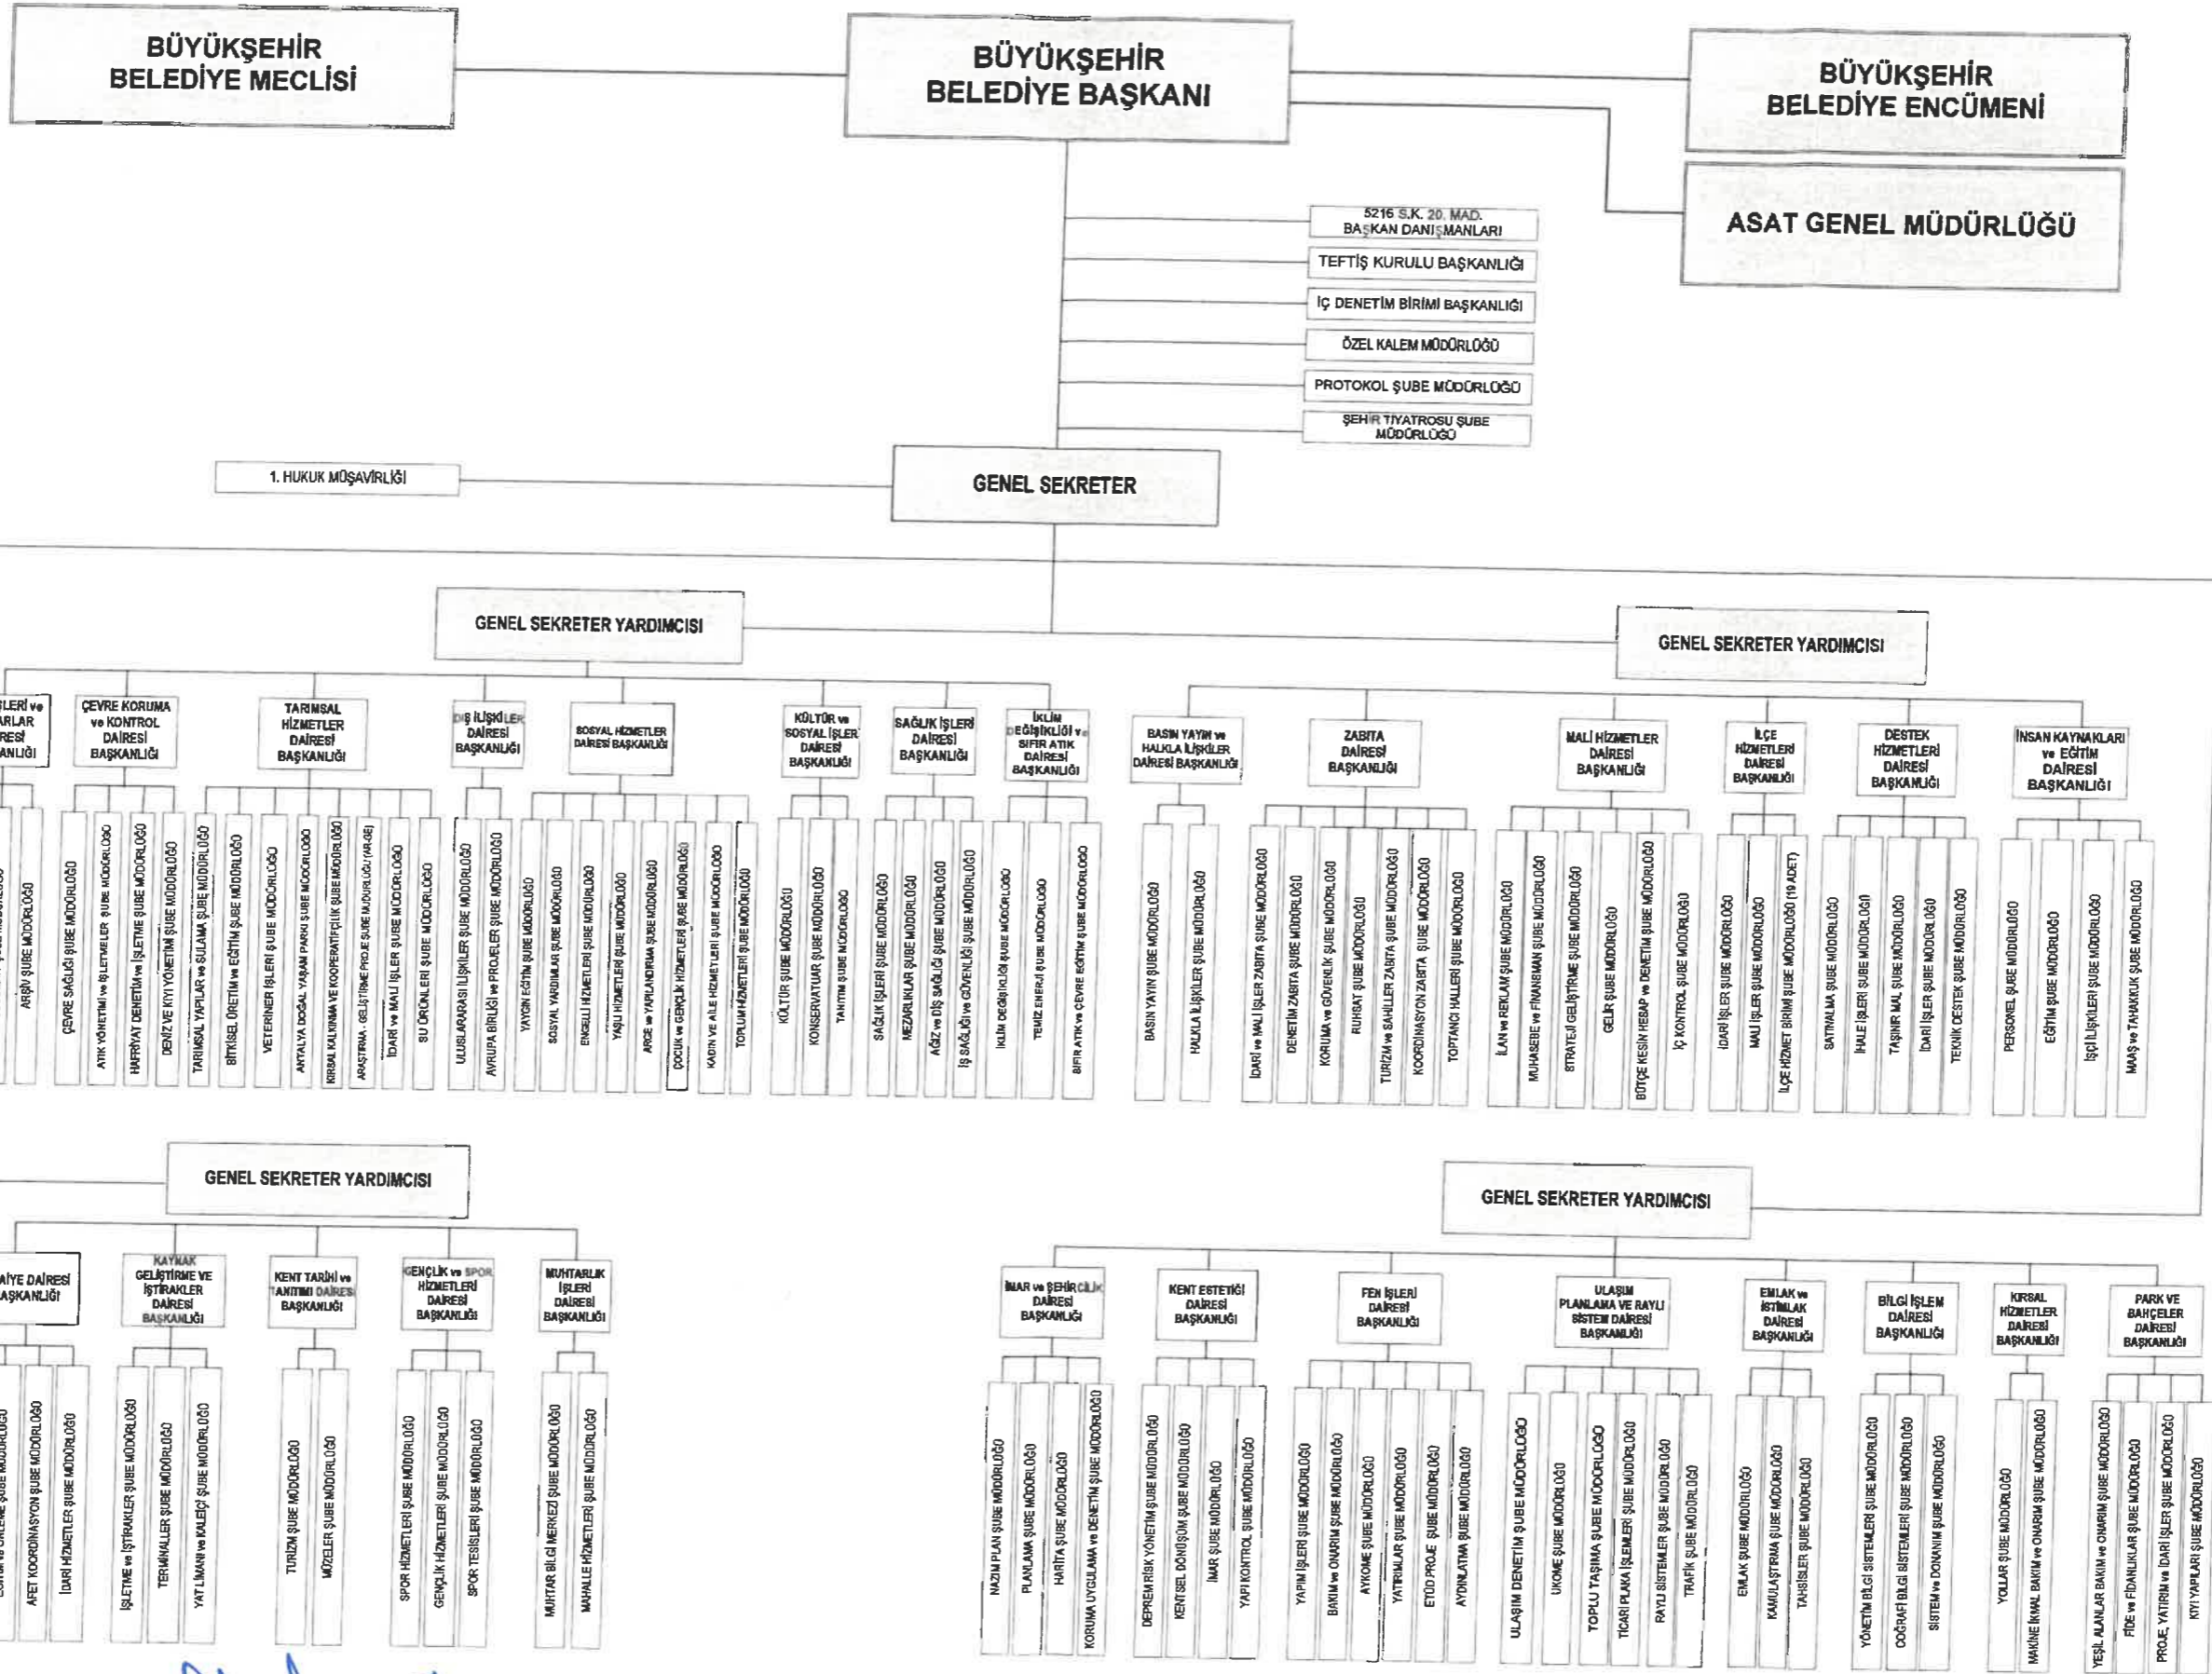 BÜYÜKŞEHİR
BELEDİYE MECLİSİ
BÜYÜKŞEHİR
BELEDİYE BAŞKANI
BÜYÜKŞEHİR
BELEDİYE ENCÜMENİ
ASAT GENEL MÜDÜRLÜĞÜ
5216 S.K. 20. MAD.
BAŞKAN DANIŞMANLARI
TEFTİŞ KURULU BAŞKANLIĞI
İÇ DENETİM BİRİMİ BAŞKANLIĞI
ÖZEL KALEM MÜDÜRLÜĞÜ
PROTOKOL ŞUBE MÜDÜRLÜĞÜ
ŞEHİR TİYATROSU ŞUBE
MÜDÜRLÜĞÜ
1. HUKUK MÜŞAVİRLİĞİ
GENEL SEKRETER
GENEL SEKRETER YARDIMCISI
GENEL SEKRETER YARDIMCISI
ŞLERİ ve
ARLAR
RESİ
ANLIĞI
ÇEVRE KORUMA
ve KONTROL
DAİRESİ
BAŞKANLIĞI
TARIMSAL
HİZMETLER
DAİRESİ
BAŞKANLIĞI
DIŞ İLİŞKİLER
DAİRESİ
BAŞKANLIĞI
SOSYAL HİZMETLER
DAİRESİ BAŞKANLIĞI
KÜLTÜR ve
SOSYAL İŞLER
DAİRESİ
BAŞKANLIĞI
SAĞLIK İŞLERİ
DAİRESİ
BAŞKANLIĞI
İKLİM
DEĞİŞİKLİĞİ ve
SIFIR ATIK
DAİRESİ
BAŞKANLIĞI
BASIN YAYIN ve
HALKLA İLİŞKİLER
DAİRESİ BAŞKANLIĞI
ZABITA
DAİRESİ
BAŞKANLIĞI
MALİ HİZMETLER
DAİRESİ
BAŞKANLIĞI
İLÇE
HİZMETLERİ
DAİRESİ
BAŞKANLIĞI
DESTEK
HİZMETLERİ
DAİRESİ
BAŞKANLIĞI
İNSAN KAYNAKLARI
ve EĞİTİM
DAİRESİ
BAŞKANLIĞI
ARŞİV ŞUBE MÜDÜRLÜĞÜ
ÇEVRE SAĞLIĞI ŞUBE MÜDÜRLÜĞÜ
ATIK YÖNETİMİ ve İŞLETMELER ŞUBE MÜDÜRLÜĞÜ
HAFRİYAT DENETİM ve İŞLETME ŞUBE MÜDÜRLÜĞÜ
DENİZ VE KIYI YÖNETİMİ ŞUBE MÜDÜRLÜĞÜ
TARIMSAL YAPILAR ve SULAMA ŞUBE MÜDÜRLÜĞÜ
BİTKİSEL ÜRETİM ve EĞİTİM ŞUBE MÜDÜRLÜĞÜ
VETERİNER İŞLERİ ŞUBE MÜDÜRLÜĞÜ
ANTALYA DOĞAL YAŞAM PARKI ŞUBE MÜDÜRLÜĞÜ
KIRSAL KALKINMA VE KOOPERATİFÇİLİK ŞUBE MÜDÜRLÜĞÜ
ARAŞTIRMA - GELİŞTİRME PROJE ŞUBE MÜDÜRLÜĞÜ (AR-GE)
İDARİ ve MALİ İŞLER ŞUBE MÜDÜRLÜĞÜ
SU ÜRÜNLERİ ŞUBE MÜDÜRLÜĞÜ
ULUSLARARASI İLİŞKİLER ŞUBE MÜDÜRLÜĞÜ
AVRUPA BİRLİĞİ ve PROJELER ŞUBE MÜDÜRLÜĞÜ
YAYGIN EĞİTİM ŞUBE MÜDÜRLÜĞÜ
SOSYAL YARDIMLAR ŞUBE MÜDÜRLÜĞÜ
ENGELLİ HİZMETLERİ ŞUBE MÜDÜRLÜĞÜ
YAŞLI HİZMETLERİ ŞUBE MÜDÜRLÜĞÜ
ARGE ve YAPILANDIRMA ŞUBE MÜDÜRLÜĞÜ
ÇOCUK ve GENÇLİK HİZMETLERİ ŞUBE MÜDÜRLÜĞÜ
KADIN VE AİLE HİZMETLERİ ŞUBE MÜDÜRLÜĞÜ
TOPLUM HİZMETLERİ ŞUBE MÜDÜRLÜĞÜ
KÜLTÜR ŞUBE MÜDÜRLÜĞÜ
KONSERVATUAR ŞUBE MÜDÜRLÜĞÜ
TANITIM ŞUBE MÜDÜRLÜĞÜ
SAĞLIK İŞLERİ ŞUBE MÜDÜRLÜĞÜ
MEZARLIKLAR ŞUBE MÜDÜRLÜĞÜ
AĞIZ ve DİŞ SAĞLIĞI ŞUBE MÜDÜRLÜĞÜ
İŞ SAĞLIĞI ve GÜVENLİĞİ ŞUBE MÜDÜRLÜĞÜ
İKLİM DEĞİŞİKLİĞİ ŞUBE MÜDÜRLÜĞÜ
TEMİZ ENERJİ ŞUBE MÜDÜRLÜĞÜ
SIFIR ATIK ve ÇEVRE EĞİTİM ŞUBE MÜDÜRLÜĞÜ
BASIN YAYIN ŞUBE MÜDÜRLÜĞÜ
HALKLA İLİŞKİLER ŞUBE MÜDÜRLÜĞÜ
İDARİ ve MALİ İŞLER ZABITA ŞUBE MÜDÜRLÜĞÜ
DENETİM ZABITA ŞUBE MÜDÜRLÜĞÜ
KORUMA ve GÜVENLİK ŞUBE MÜDÜRLÜĞÜ
RUHSAT ŞUBE MÜDÜRLÜĞÜ
TURİZM ve SAHİLLER ZABITA ŞUBE MÜDÜRLÜĞÜ
KOORDİNASYON ZABITA ŞUBE MÜDÜRLÜĞÜ
TOPTANCI HALLERİ ŞUBE MÜDÜRLÜĞÜ
İLAN ve REKLAM ŞUBE MÜDÜRLÜĞÜ
MUHASEBE ve FİNANSMAN ŞUBE MÜDÜRLÜĞÜ
STRATEJİ GELİŞTİRME ŞUBE MÜDÜRLÜĞÜ
GELİR ŞUBE MÜDÜRLÜĞÜ
BÜTÇE KESİN HESAP ve DENETİM ŞUBE MÜDÜRLÜĞÜ
İÇ KONTROL ŞUBE MÜDÜRLÜĞÜ
İDARİ İŞLER ŞUBE MÜDÜRLÜĞÜ
MALİ İŞLER ŞUBE MÜDÜRLÜĞÜ
İLÇE HİZMET BİRİMİ ŞUBE MÜDÜRLÜĞÜ (19 ADET)
SATINALMA ŞUBE MÜDÜRLÜĞÜ
İHALE İŞLERİ ŞUBE MÜDÜRLÜĞÜ
TAŞINIR MAL ŞUBE MÜDÜRLÜĞÜ
İDARİ İŞLER ŞUBE MÜDÜRLÜĞÜ
TEKNİK DESTEK ŞUBE MÜDÜRLÜĞÜ
PERSONEL ŞUBE MÜDÜRLÜĞÜ
EĞİTİM ŞUBE MÜDÜRLÜĞÜ
İŞÇİ İLİŞKİLERİ ŞUBE MÜDÜRLÜĞÜ
MAAŞ ve TAHAKKUK ŞUBE MÜDÜRLÜĞÜ
GENEL SEKRETER YARDIMCISI
GENEL SEKRETER YARDIMCISI
AİYE DAİRESİ
AŞKANLIĞI
KAYNAK
GELİŞTİRME VE
İŞTİRAKLER
DAİRESİ
BAŞKANLIĞI
KENT TARİHİ ve
TANITIMI DAİRESİ
BAŞKANLIĞI
GENÇLİK ve SPOR
HİZMETLERİ
DAİRESİ
BAŞKANLIĞI
MUHTARLIK
İŞLERİ
DAİRESİ
BAŞKANLIĞI
İMAR ve ŞEHİRCİLİK
DAİRESİ
BAŞKANLIĞI
KENT ESTETİĞİ
DAİRESİ
BAŞKANLIĞI
FEN İŞLERİ
DAİRESİ
BAŞKANLIĞI
ULAŞIM
PLANLAMA VE RAYLI
SİSTEM DAİRESİ
BAŞKANLIĞI
EMLAK ve
İSTİMLAK
DAİRESİ
BAŞKANLIĞI
BİLGİ İŞLEM
DAİRESİ
BAŞKANLIĞI
KIRSAL
HİZMETLER
DAİRESİ
BAŞKANLIĞI
PARK VE
BAHÇELER
DAİRESİ
BAŞKANLIĞI
AFET KOORDİNASYON ŞUBE MÜDÜRLÜĞÜ
İDARİ HİZMETLER ŞUBE MÜDÜRLÜĞÜ
İŞLETME ve İŞTİRAKLER ŞUBE MÜDÜRLÜĞÜ
TERMİNALLER ŞUBE MÜDÜRLÜĞÜ
YAT LİMANI ve KALEİÇİ ŞUBE MÜDÜRLÜĞÜ
TURİZM ŞUBE MÜDÜRLÜĞÜ
MÜZELER ŞUBE MÜDÜRLÜĞÜ
SPOR HİZMETLERİ ŞUBE MÜDÜRLÜĞÜ
GENÇLİK HİZMETLERİ ŞUBE MÜDÜRLÜĞÜ
SPOR TESİSLERİ ŞUBE MÜDÜRLÜĞÜ
MUHTAR BİLGİ MERKEZİ ŞUBE MÜDÜRLÜĞÜ
MAHALLE HİZMETLERİ ŞUBE MÜDÜRLÜĞÜ
NAZIM PLAN ŞUBE MÜDÜRLÜĞÜ
PLANLAMA ŞUBE MÜDÜRLÜĞÜ
HARİTA ŞUBE MÜDÜRLÜĞÜ
KORUMA UYGULAMA ve DENETİM ŞUBE MÜDÜRLÜĞÜ
DEPREM RİSK YÖNETİM ŞUBE MÜDÜRLÜĞÜ
KENTSEL DÖNÜŞÜM ŞUBE MÜDÜRLÜĞÜ
İMAR ŞUBE MÜDÜRLÜĞÜ
YAPI KONTROL ŞUBE MÜDÜRLÜĞÜ
YAPIM İŞLERİ ŞUBE MÜDÜRLÜĞÜ
BAKIM ve ONARIM ŞUBE MÜDÜRLÜĞÜ
AYKOME ŞUBE MÜDÜRLÜĞÜ
YATIRIMLAR ŞUBE MÜDÜRLÜĞÜ
ETÜD PROJE ŞUBE MÜDÜRLÜĞÜ
AYDINLATMA ŞUBE MÜDÜRLÜĞÜ
ULAŞIM DENETİM ŞUBE MÜDÜRLÜĞÜ
UKOME ŞUBE MÜDÜRLÜĞÜ
TOPLU TAŞIMA ŞUBE MÜDÜRLÜĞÜ
TİCARİ PLAKA İŞLEMLERİ ŞUBE MÜDÜRLÜĞÜ
RAYLI SİSTEMLER ŞUBE MÜDÜRLÜĞÜ
TRAFİK ŞUBE MÜDÜRLÜĞÜ
EMLAK ŞUBE MÜDÜRLÜĞÜ
KAMULAŞTIRMA ŞUBE MÜDÜRLÜĞÜ
TAHSİSLER ŞUBE MÜDÜRLÜĞÜ
YÖNETİM BİLGİ SİSTEMLERİ ŞUBE MÜDÜRLÜĞÜ
COĞRAFİ BİLGİ SİSTEMLERİ ŞUBE MÜDÜRLÜĞÜ
SİSTEM ve DONANIM ŞUBE MÜDÜRLÜĞÜ
YOLLAR ŞUBE MÜDÜRLÜĞÜ
MAKİNE İKMAL BAKIM ve ONARIM ŞUBE MÜDÜRLÜĞÜ
YEŞİL ALANLAR BAKIM ve ONARIM ŞUBE MÜDÜRLÜĞÜ
FİDE ve FİDANLIKLAR ŞUBE MÜDÜRLÜĞÜ
PROJE, YATIRIM ve İDARİ İŞLER ŞUBE MÜDÜRLÜĞÜ
KIYI YAPILARI ŞUBE MÜDÜRLÜĞÜ